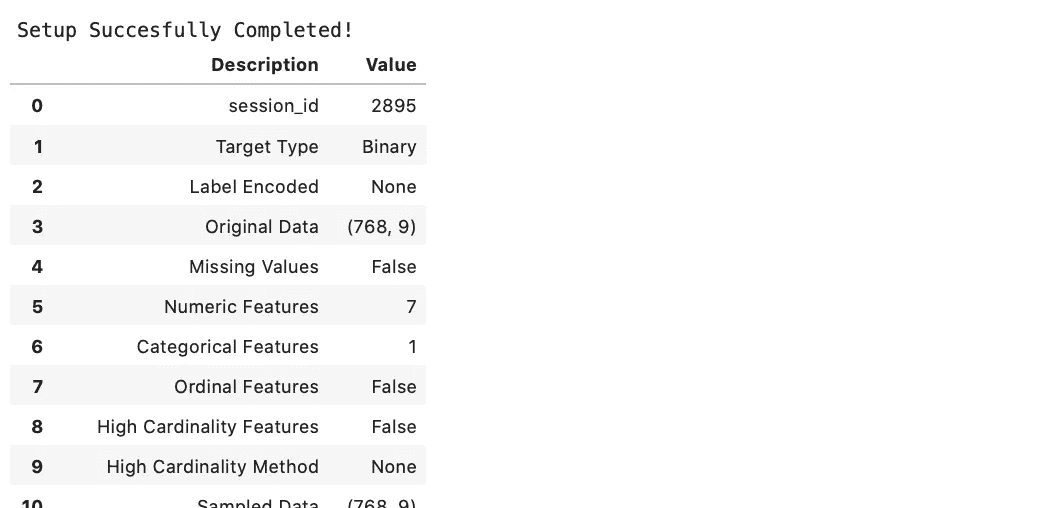 Setup Succesfully Completed!
Description Value
0 session_id 2895
1 Target Type Binary
2 Label Encoded None
3 Original Data (768, 9)
4 Missing Values False
5 Numeric Features 7
6 Categorical Features 1
7 Ordinal Features False
8 High Cardinality Features False
9 High Cardinality Method None
10 Sampled Data (768, 9)